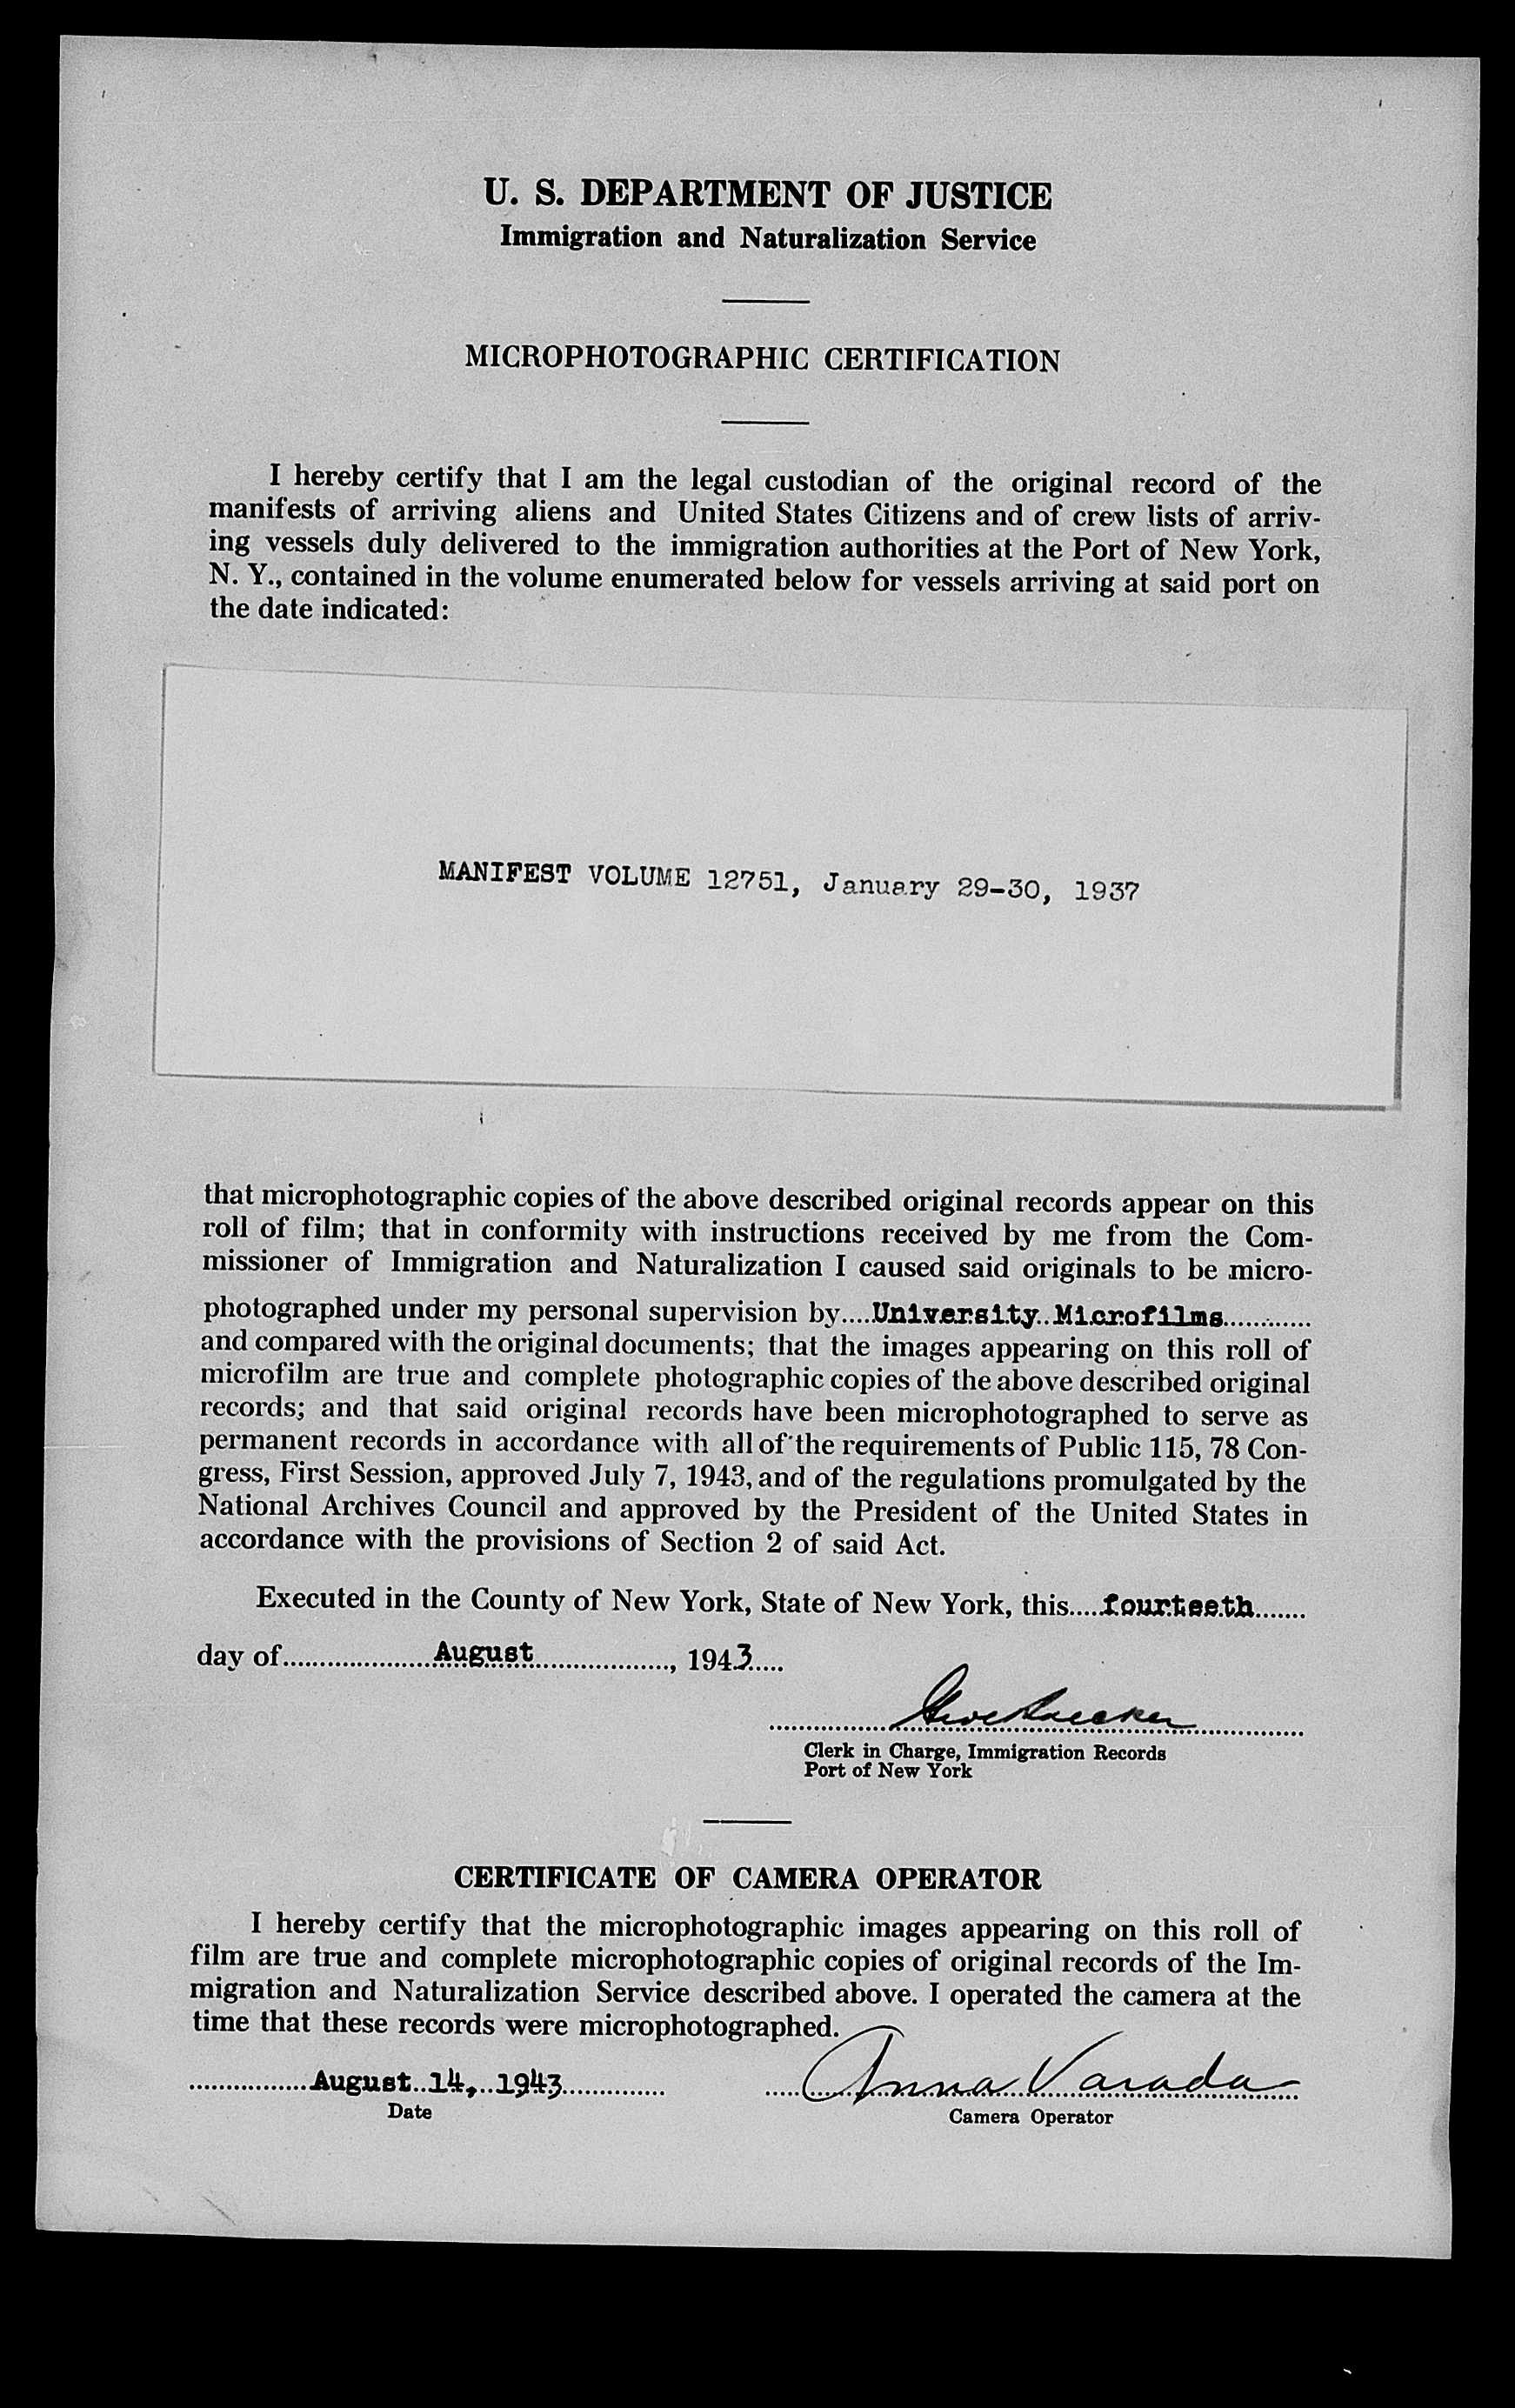 U. S. DEPARTMENT OF JUSTICE
Immigration and Naturalization Service
MICROPHOTOGRAPHIC CERTIFICATION
I hereby certify that I am the legal custodian of the original record of the
manifests of arriving aliens and United States Citizens and of crew lists of arriv-
ing vessels duly delivered to the immigration authorities at the Port of New York,
N. Y., contained in the volume enumerated below for vessels arriving at said port on
the date indicated:
MANIFEST VOLUME 12751, January 29-30, 1937
that microphotographic copies of the above described original records appear on this
roll of film; that in conformity with instructions received by me from the Com-
missioner of Immigration and Naturalization I caused said originals to be micro-
photographed under my personal supervision by.....University Microfilms............
and compared with the original documents; that the images appearing on this roll of
microfilm are true and complete photographic copies of the above described original
records; and that said original records have been microphotographed to serve as
permanent records in accordance with all of the requirements of Public 115, 78 Con-
gress, First Session, approved July 7, 1943, and of the regulations promulgated by the
National Archives Council and approved by the President of the United States in
accordance with the provisions of Section 2 of said Act.
Executed in the County of New York, State of New York, this.....fourteeth.......
day of....................August..................., 1943.....
Clerk in Charge, Immigration Records
Port of New York
CERTIFICATE OF CAMERA OPERATOR
I hereby certify that the microphotographic images appearing on this roll of
film are true and complete microphotographic copies of original records of the Im-
migration and Naturalization Service described above. I operated the camera at the
time that these records were microphotographed.
................August 14, 1943.............. Anna Varada
Date Camera Operator